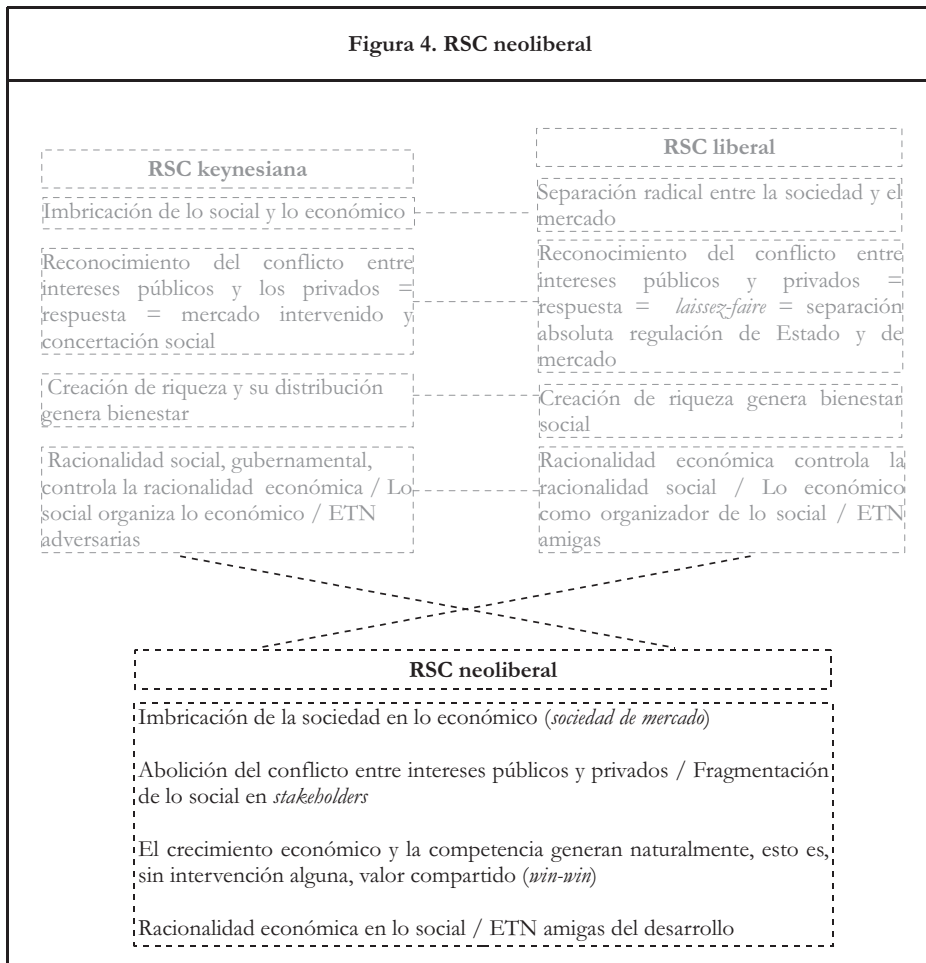 Figura 4. RSC neoliberal
RSC keynesiana
Imbricación de lo social y lo económico
Reconocimiento del conflicto entre
intereses públicos y los privados =
respuesta = mercado intervenido y
concertación social
Creación de riqueza y su distribución
genera bienestar
Racionalidad social, gubernamental,
controla la racionalidad económica / Lo
social organiza lo económico / ETN
adversarias
RSC liberal
Separación radical entre la sociedad y el
mercado
Reconocimiento del conflicto entre
intereses públicos y privados =
respuesta = laissez-faire = separación
absoluta regulación de Estado y de
mercado
Creación de riqueza genera bienestar
social
Racionalidad económica controla la
racionalidad social / Lo económico
como organizador de lo social / ETN
amigas
RSC neoliberal
Imbricación de la sociedad en lo económico (sociedad de mercado)
Abolición del conflicto entre intereses públicos y privados / Fragmentación
de lo social en stakeholders
El crecimiento económico y la competencia generan naturalmente, esto es,
sin intervención alguna, valor compartido (win-win)
Racionalidad económica en lo social / ETN amigas del desarrollo